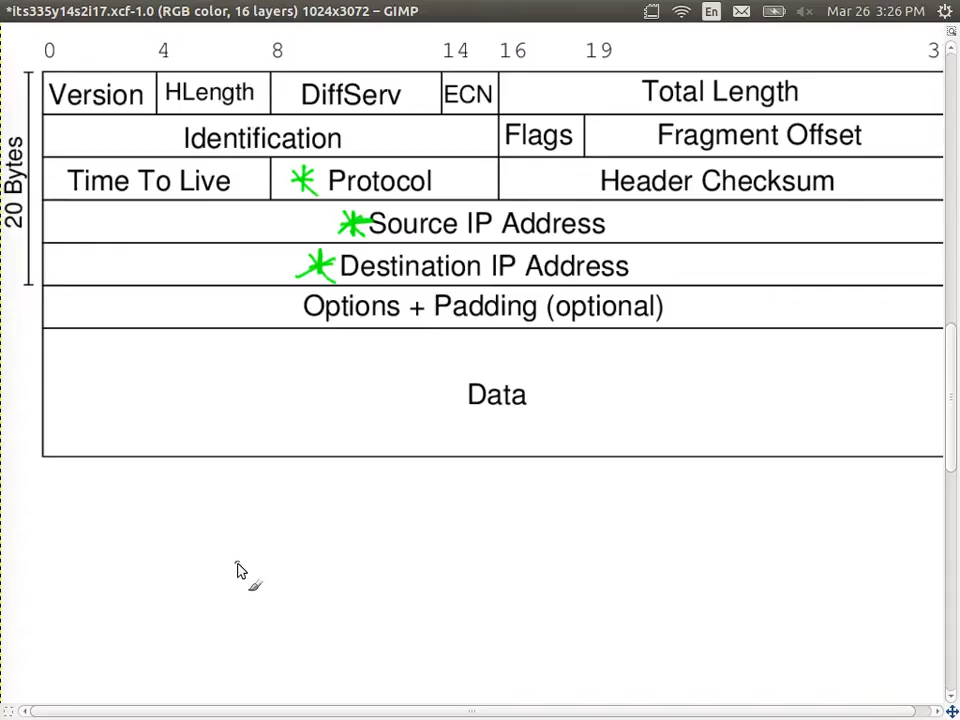 *its335y14s2i17.xcf-1.0 (RGB color, 16 layers) 1024x3072 – GIMP En Mar 26 3:26 PM
0 4 8 14 16 19 3
Version HLength DiffServ ECN Total Length
Identification Flags Fragment Offset
Time To Live Protocol Header Checksum
20 Bytes
Source IP Address
Destination IP Address
Options + Padding (optional)
Data